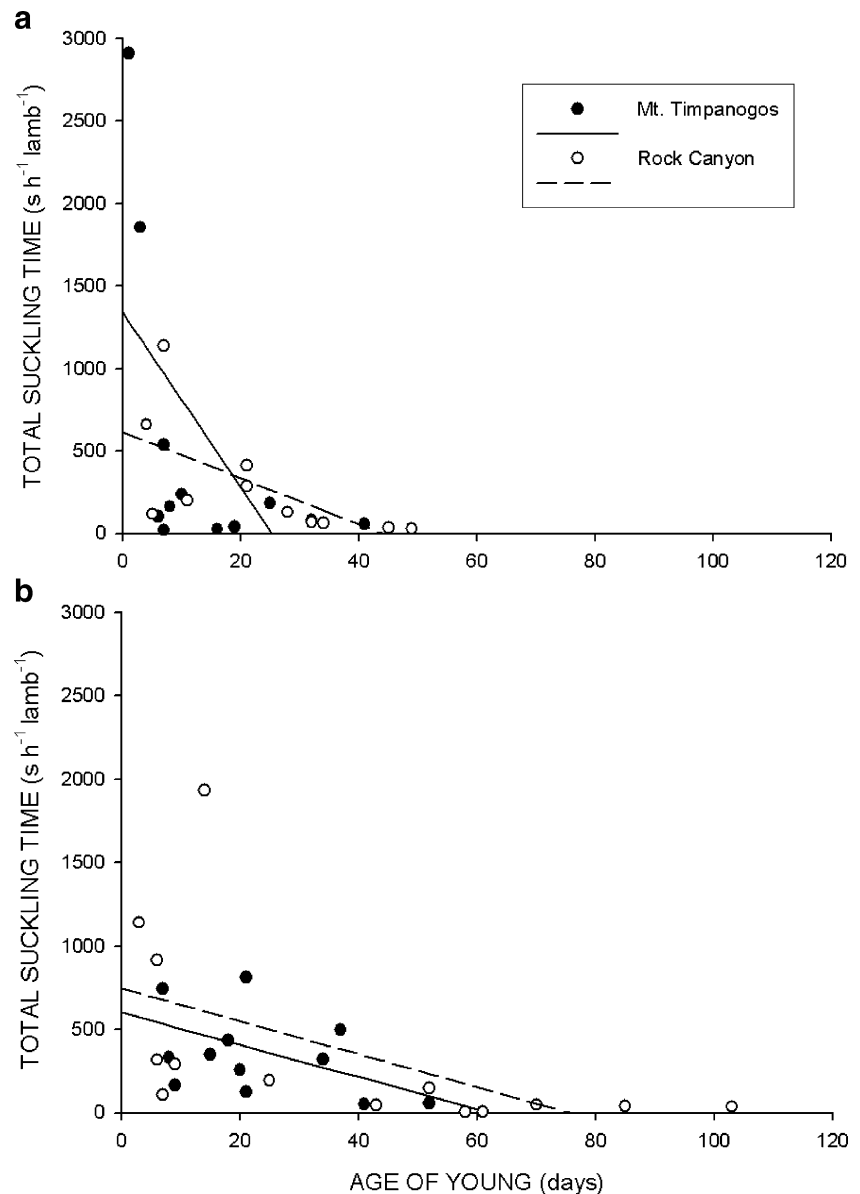 a
TOTAL SUCKLING TIME (s h⁻¹ lamb⁻¹)
3000
2500
2000
1500
1000
500
0
0 20 40 60 80 100 120
Mt. Timpanogos
Rock Canyon
b
TOTAL SUCKLING TIME (s h⁻¹ lamb⁻¹)
3000
2500
2000
1500
1000
500
0
0 20 40 60 80 100 120
AGE OF YOUNG (days)